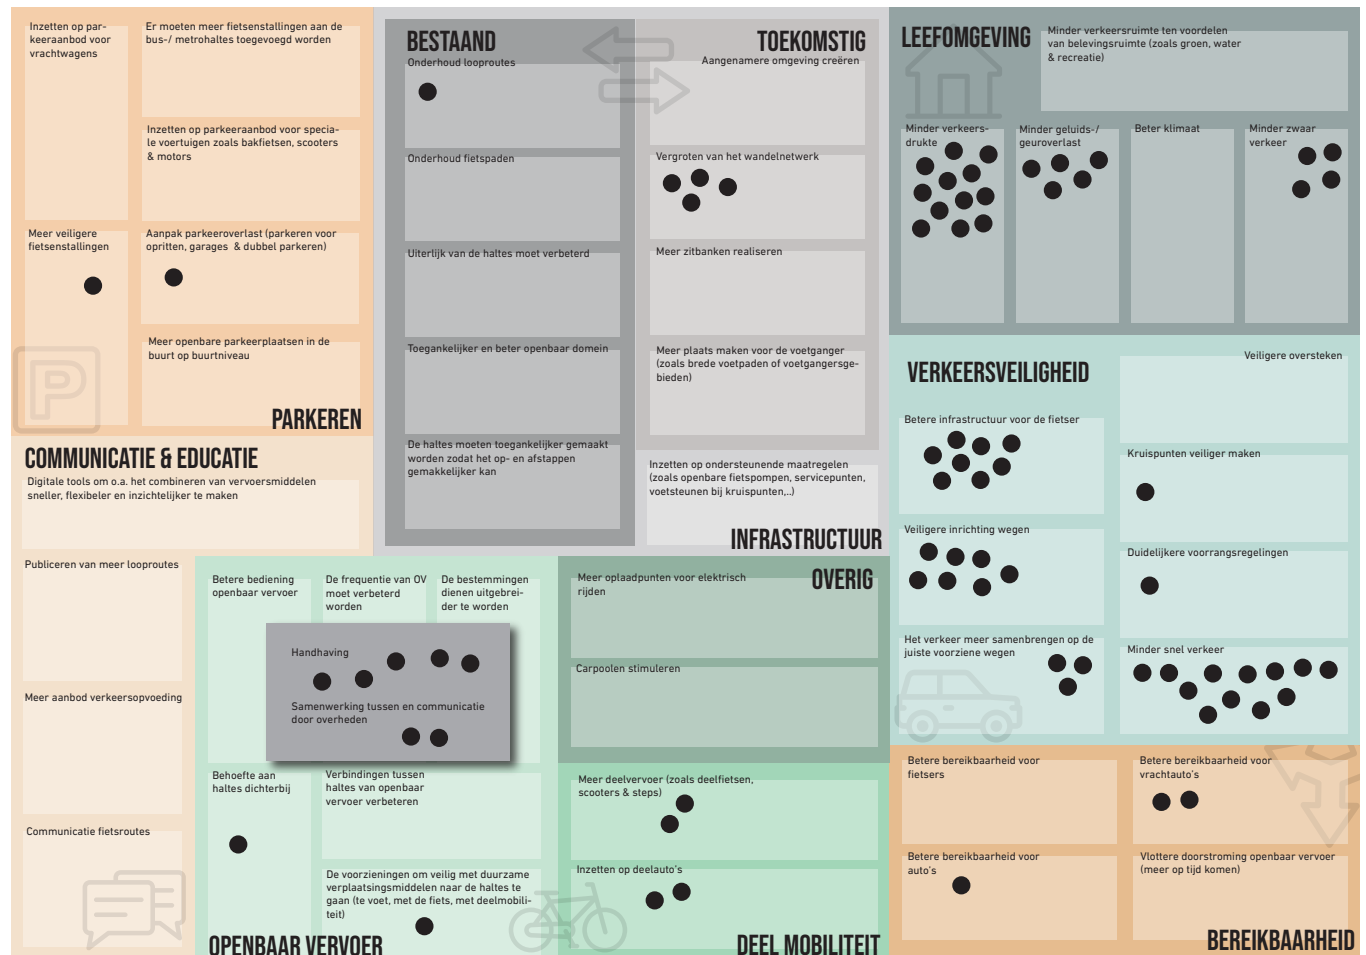 Inzetten op par-
keeraanbod voor
vrachtwagens
Er moeten meer fietsenstallingen aan de
bus-/ metrohaltes toegevoegd worden
Inzetten op parkeeraanbod voor specia-
le voertuigen zoals bakfietsen, scooters
& motors
Meer veiligere
fietsenstallingen
Aanpak parkeeroverlast (parkeren voor
opritten, garages & dubbel parkeren)
Meer openbare parkeerplaatsen in de
buurt op buurtniveau
P
PARKEREN
COMMUNICATIE & EDUCATIE
Digitale tools om o.a. het combineren van vervoersmiddelen
sneller, flexibeler en inzichtelijker te maken
Publiceren van meer looproutes
Meer aanbod verkeersopvoeding
Communicatie fietsroutes
BESTAAND
Onderhoud looproutes
Onderhoud fietspaden
Uiterlijk van de haltes moet verbeterd
Toegankelijker en beter openbaar domein
De haltes moeten toegankelijker gemaakt
worden zodat het op- en afstappen
gemakkelijker kan
TOEKOMSTIG
Aangenamere omgeving creëren
Vergroten van het wandelnetwerk
Meer zitbanken realiseren
Meer plaats maken voor de voetganger
(zoals brede voetpaden of voetgangersge-
bieden)
Inzetten op ondersteunende maatregelen
(zoals openbare fietspompen, servicepunten,
voetsteunen bij kruispunten,..)
INFRASTRUCTUUR
Betere bediening
openbaar vervoer
De frequentie van OV
moet verbeterd
worden
De bestemmingen
dienen uitgebrei-
der te worden
Handhaving
Samenwerking tussen en communicatie
door overheden
Behoefte aan
haltes dichterbij
Verbindingen tussen
haltes van openbaar
vervoer verbeteren
De voorzieningen om veilig met duurzame
verplaatsingsmiddelen naar de haltes te
gaan (te voet, met de fiets, met deelmobili-
teit)
OPENBAAR VERVOER
OVERIG
Meer oplaadpunten voor elektrisch
rijden
Carpoolen stimuleren
Meer deelvervoer (zoals deelfietsen,
scooters & steps)
Inzetten op deelauto's
DEEL MOBILITEIT
LEEFOMGEVING
Minder verkeersruimte ten voordelen
van belevingsruimte (zoals groen, water
& recreatie)
Minder verkeers-
drukte
Minder geluids-/
geuroverlast
Beter klimaat
Minder zwaar
verkeer
VERKEERSVEILIGHEID
Veiligere oversteken
Betere infrastructuur voor de fietser
Kruispunten veiliger maken
Veiligere inrichting wegen
Duidelijkere voorrangsregelingen
Het verkeer meer samenbrengen op de
juiste voorziene wegen
Minder snel verkeer
Betere bereikbaarheid voor
fietsers
Betere bereikbaarheid voor
vrachtauto's
Betere bereikbaarheid voor
auto's
Vlottere doorstroming openbaar vervoer
(meer op tijd komen)
BEREIKBAARHEID